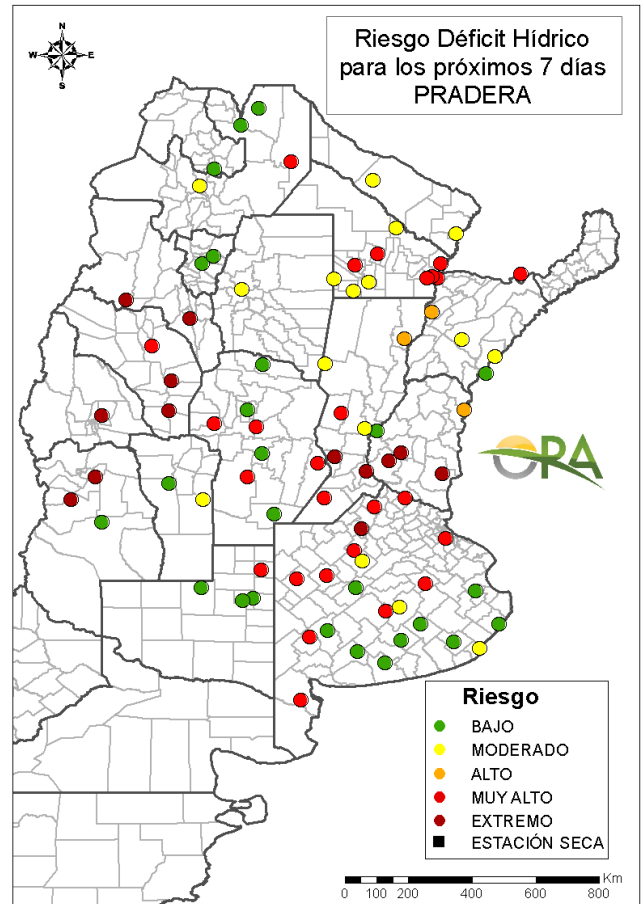 Riesgo Déficit Hídrico
para los próximos 7 días
PRADERA
N
W E
S
ORA
Riesgo
BAJO
MODERADO
ALTO
MUY ALTO
EXTREMO
ESTACIÓN SECA
Km
0 100 200 400 600 800